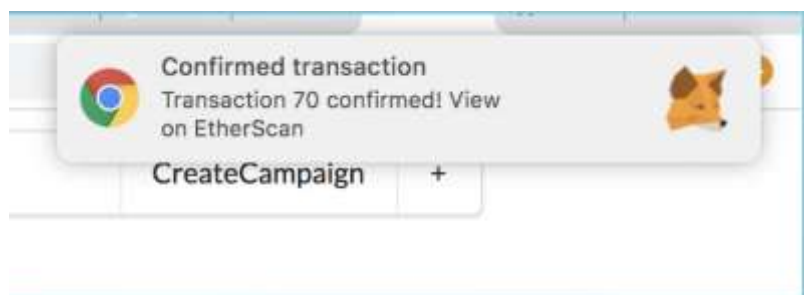 Confirmed transaction
Transaction 70 confirmed! View
on EtherScan
CreateCampaign +